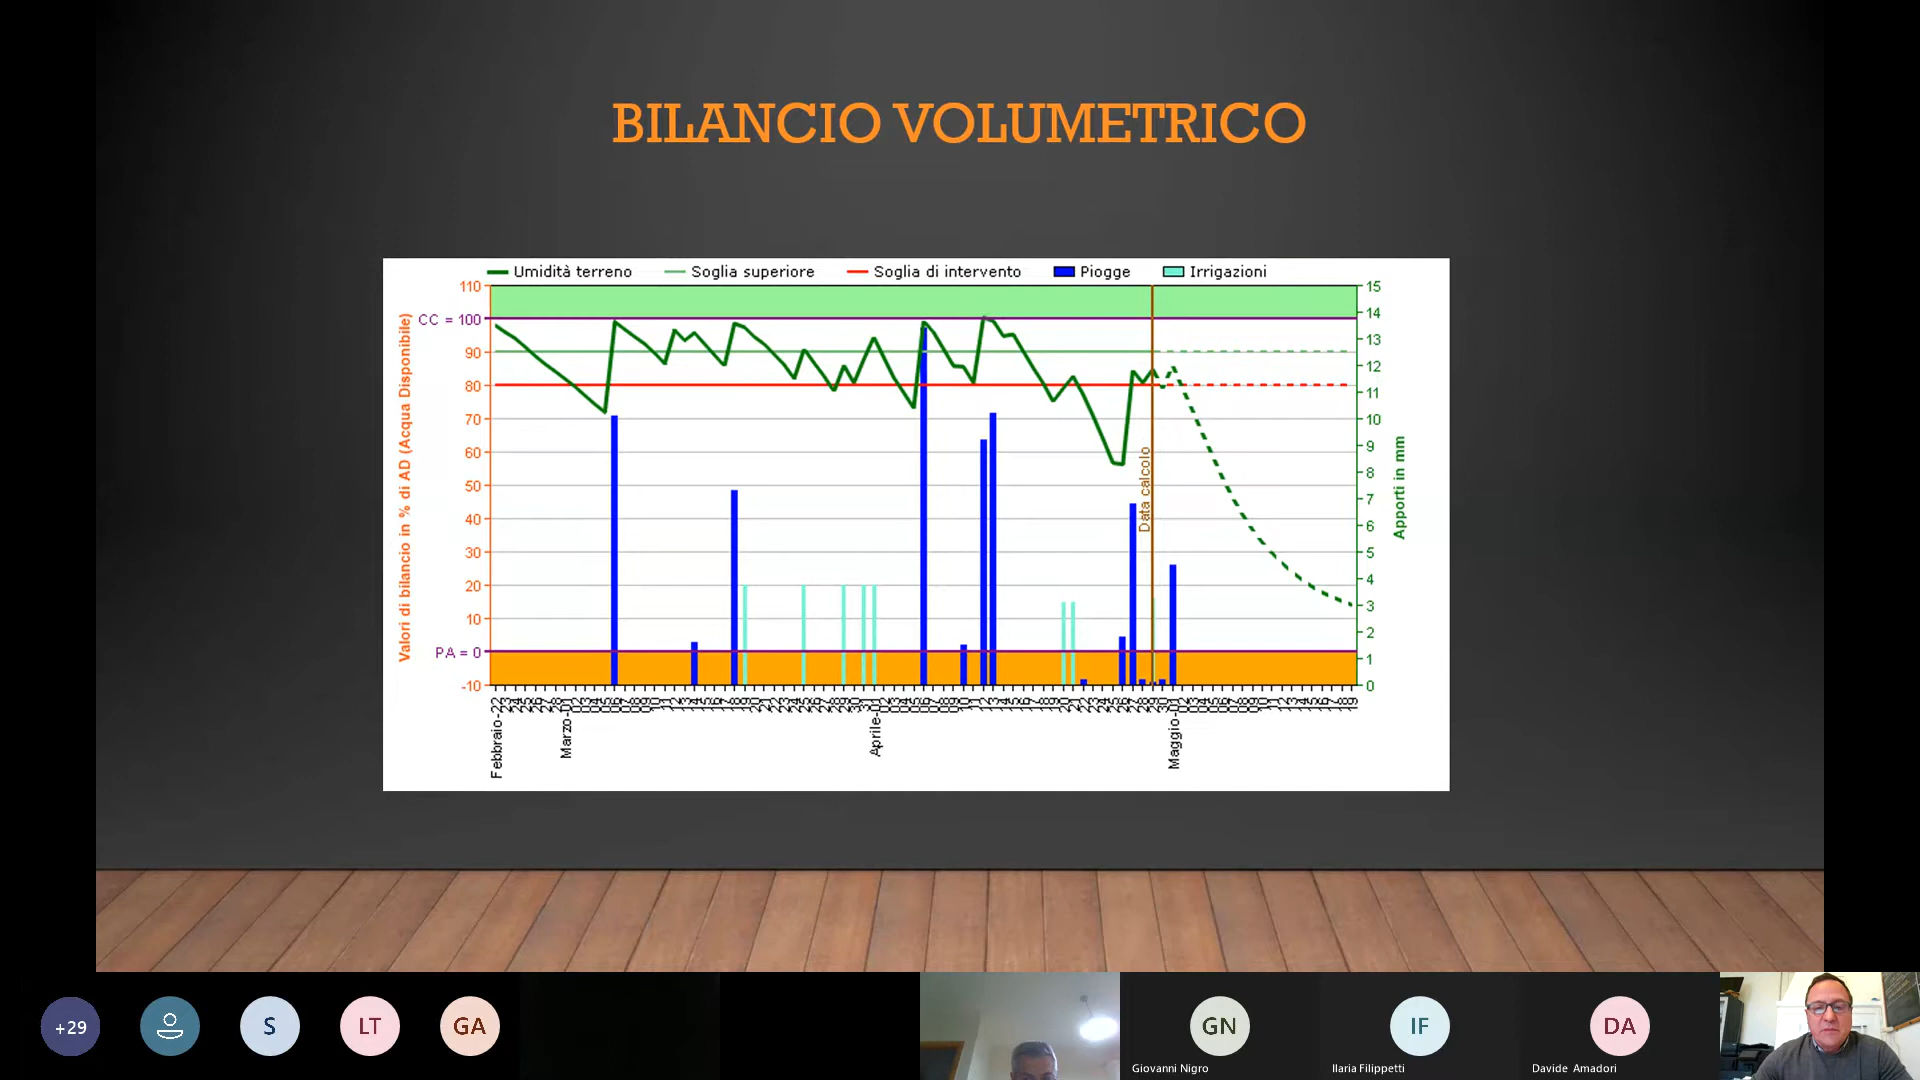 BILANCIO VOLUMETRICO
Umidità terreno Soglia superiore Soglia di intervento Piogge Irrigazioni
Valori di bilancio in % di AD (Acqua Disponibile)
110
CC = 100
90
80
70
60
50
40
30
20
10
PA = 0
-10
15
14
13
12
11
10
9
8
7
6
5
4
3
2
1
0
Apporti in mm
Data calcolo
Febbraio-22
Marzo-01
Aprile-01
Maggio-01
+29
S
LT
GA
GN
Giovanni Nigro
IF
Ilaria Filippetti
DA
Davide Amadori